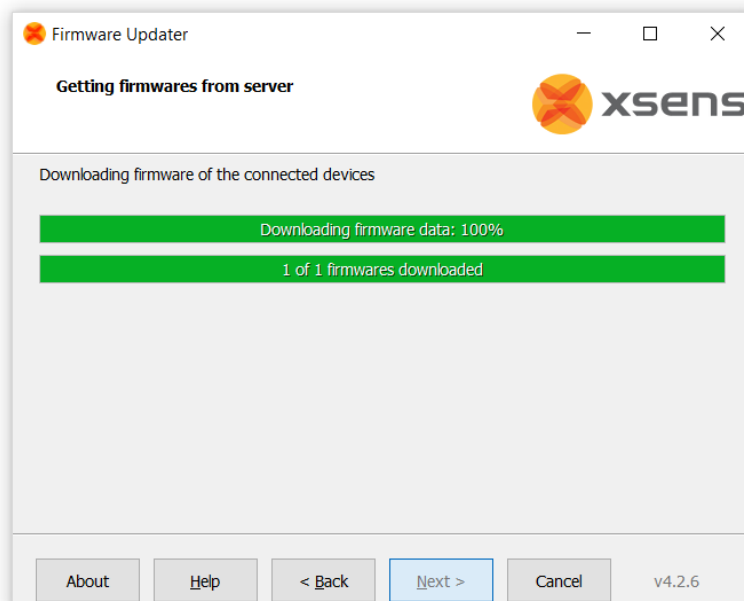 Firmware Updater
Getting firmwares from server
xsens
Downloading firmware of the connected devices
Downloading firmware data: 100%
1 of 1 firmwares downloaded
About
Help
< Back
Next >
Cancel
v4.2.6